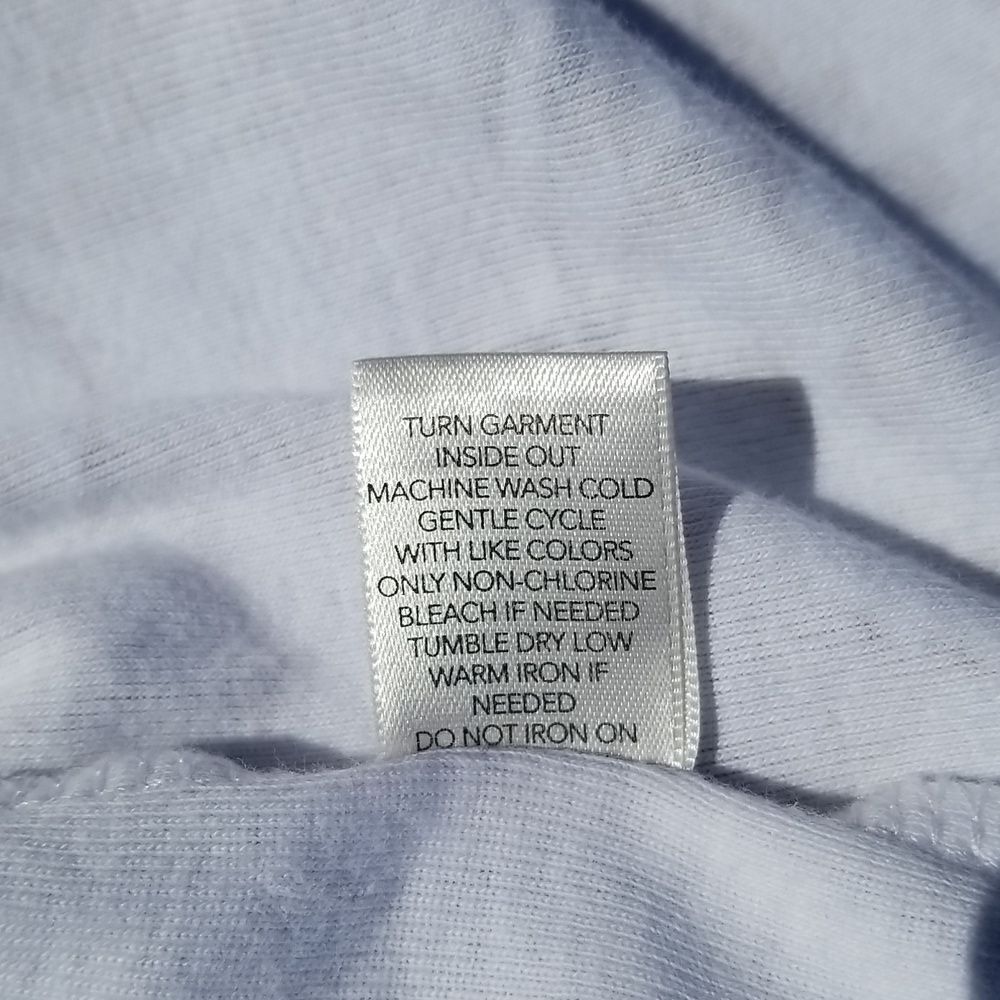 TURN GARMENT
INSIDE OUT
MACHINE WASH COLD
GENTLE CYCLE
WITH LIKE COLORS
ONLY NON-CHLORINE
BLEACH IF NEEDED
TUMBLE DRY LOW
WARM IRON IF
NEEDED
DO NOT IRON ON